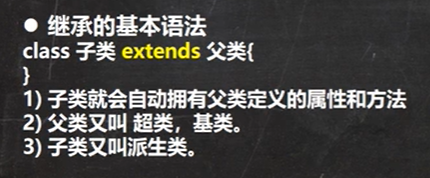 ● 继承的基本语法
class 子类 extends 父类{
}
1) 子类就会自动拥有父类定义的属性和方法
2) 父类又叫 超类，基类。
3) 子类又叫派生类。